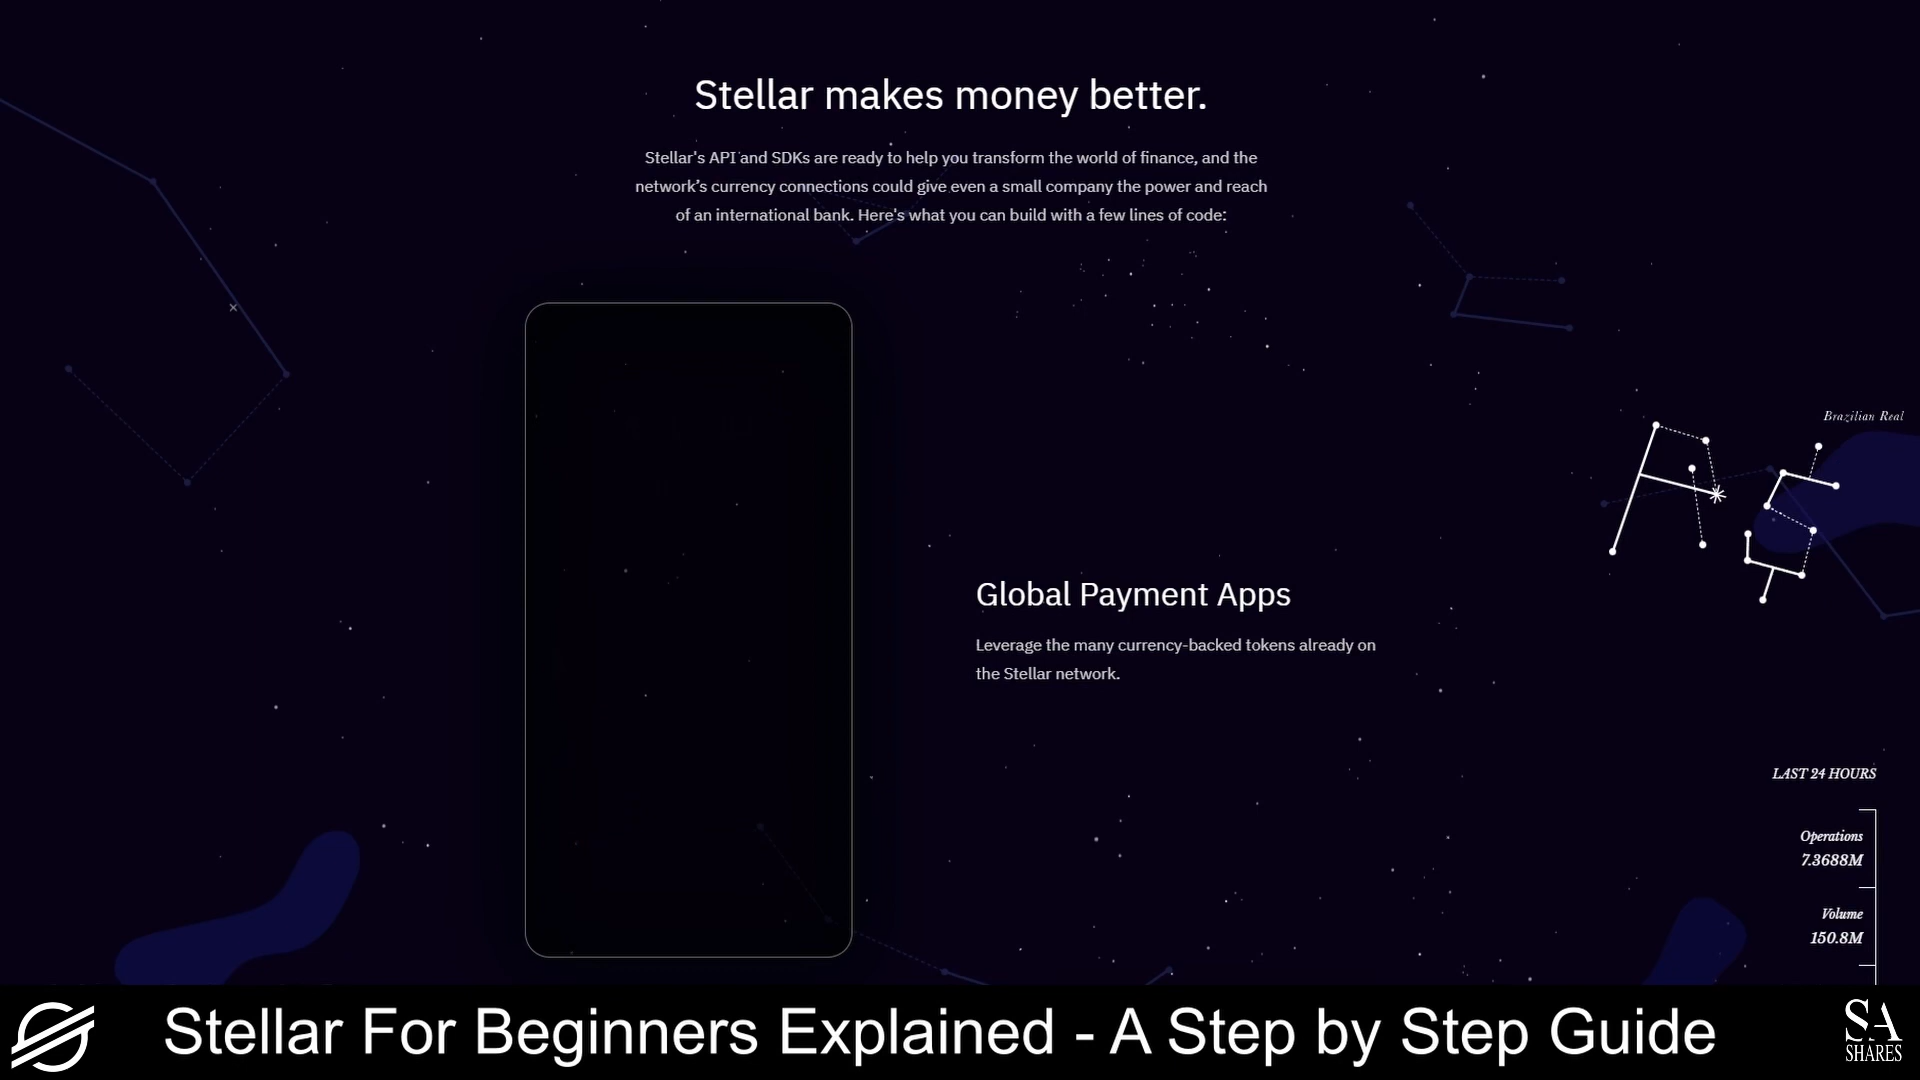 Stellar makes money better.
Stellar's API and SDKs are ready to help you transform the world of finance, and the
network’s currency connections could give even a small company the power and reach
of an international bank. Here's what you can build with a few lines of code:
Brazilian Real
R$
Global Payment Apps
Leverage the many currency-backed tokens already on
the Stellar network.
LAST 24 HOURS
Operations
7.3688M
Volume
150.8M
Stellar For Beginners Explained - A Step by Step Guide
SA
SHARES